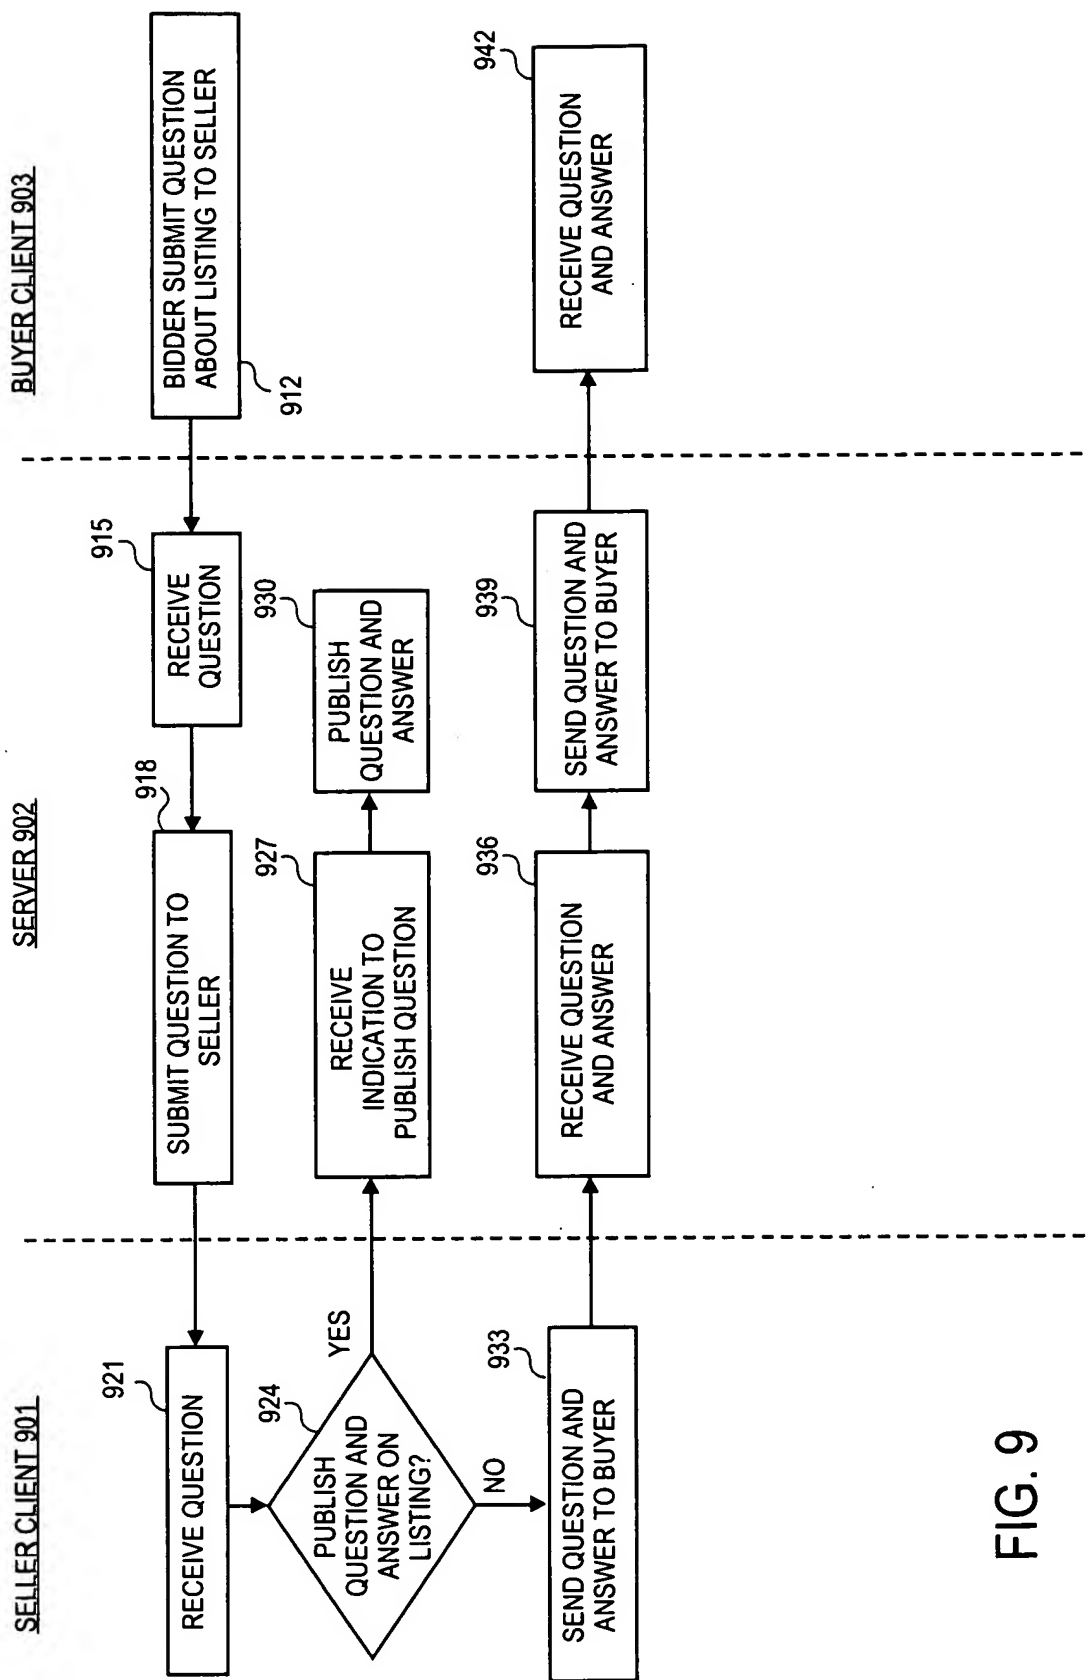 SELLER CLIENT 901
SERVER 902
BUYER CLIENT 903
BIDDER SUBMIT QUESTION
ABOUT LISTING TO SELLER
912
915
RECEIVE
QUESTION
918
SUBMIT QUESTION TO
SELLER
921
RECEIVE QUESTION
924
PUBLISH
QUESTION AND
ANSWER ON
LISTING?
YES
NO
927
RECEIVE
INDICATION TO
PUBLISH QUESTION
930
PUBLISH
QUESTION AND
ANSWER
933
SEND QUESTION AND
ANSWER TO BUYER
936
RECEIVE QUESTION
AND ANSWER
939
SEND QUESTION AND
ANSWER TO BUYER
942
RECEIVE QUESTION
AND ANSWER
FIG. 9